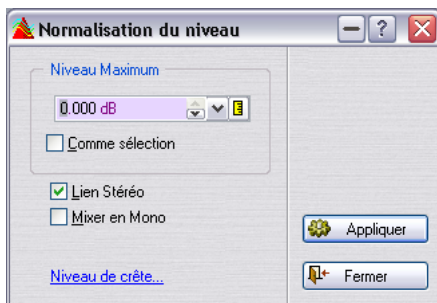 Normalisation du niveau
?
Niveau Maximum
0.000 dB
Comme sélection
Lien Stéréo
Mixer en Mono
Appliquer
Niveau de crête...
Fermer